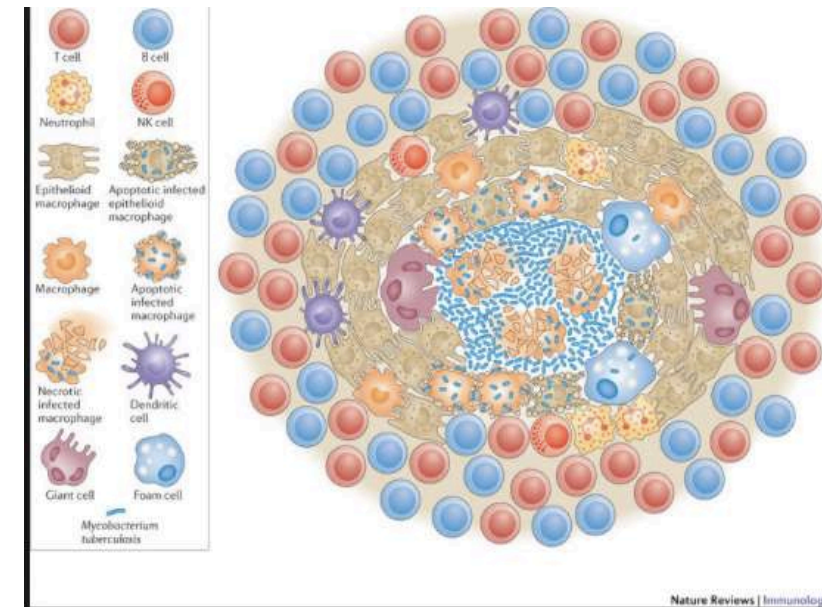 T cell
B cell
Neutrophil
NK cell
Epithelioid
macrophage
Apoptotic infected
epithelioid
macrophage
Macrophage
Apoptotic
infected
macrophage
Necrotic
infected
macrophage
Dendritic
cell
Giant cell
Foam cell
Mycobacterium
tuberculosis
Nature Reviews | Immunolog